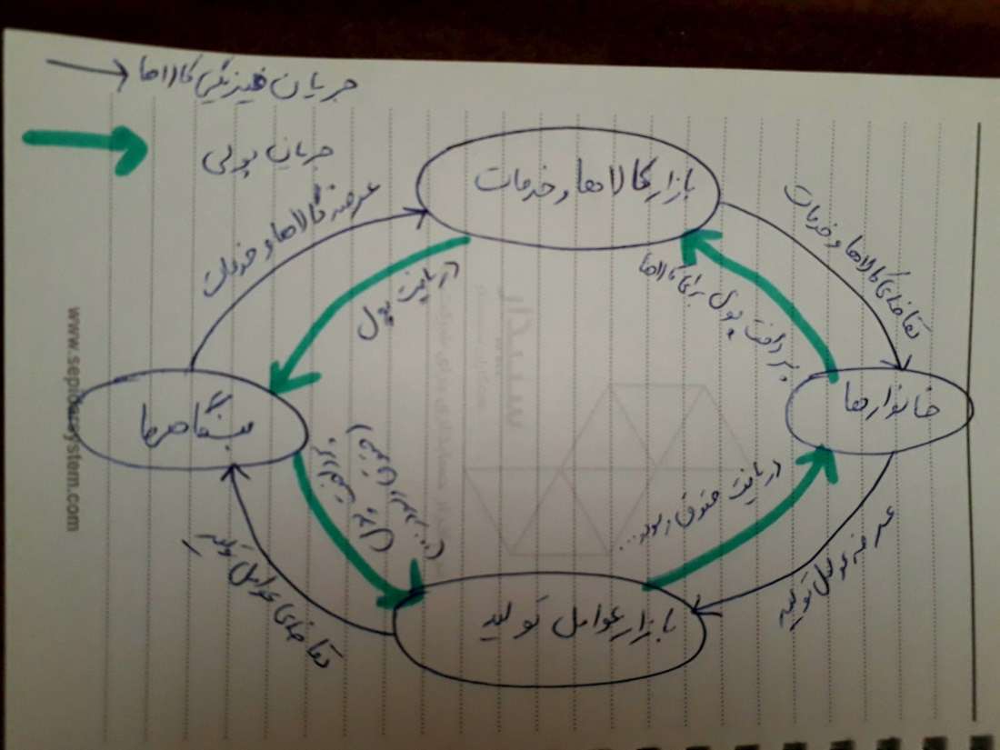 جریان فیزیکی کالاها
جریان پولی
بازار کالاها و خدمات
عرضه کالاها و خدمات
تقاضای کالاها و خدمات
دریافت پول
پرداخت پول برای کالاها
بنگاه‌ها
خانوارها
دریافت حقوق، سود...
عرضه عوامل تولید
تقاضای عوامل تولید
بازار عوامل تولید
www.sepidarsystem.com